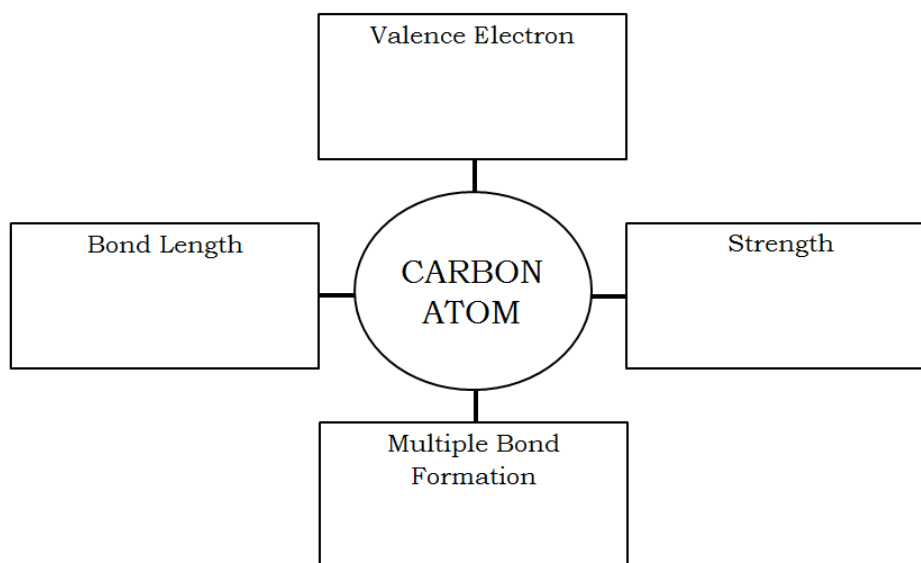 Valence Electron
Bond Length
CARBON
ATOM
Strength
Multiple Bond
Formation